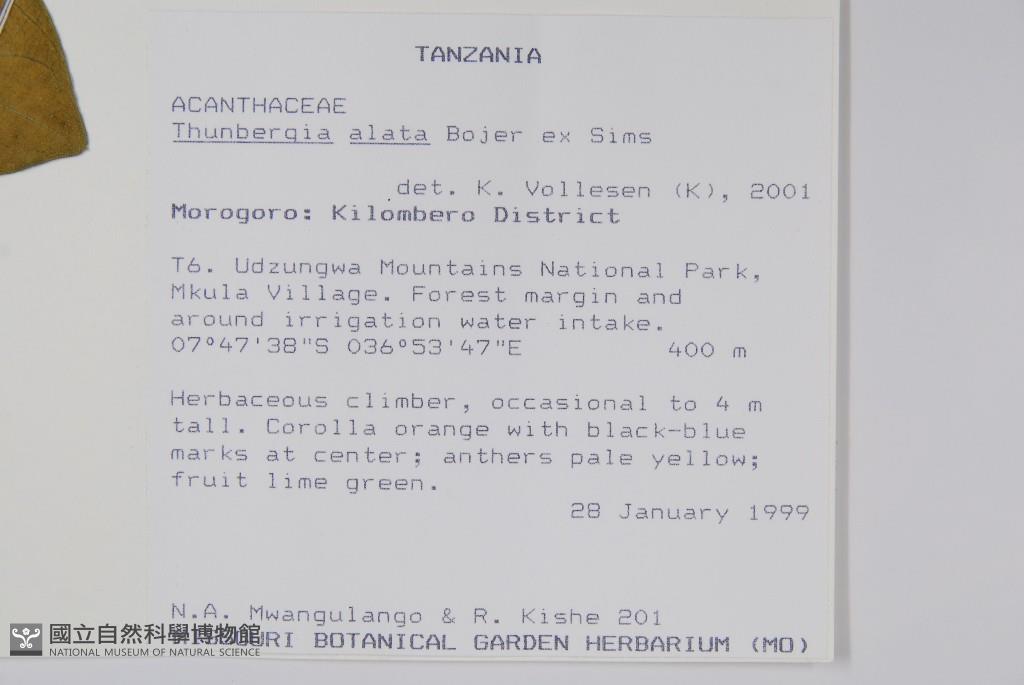 TANZANIA
ACANTHACEAE
Thunbergia alata Bojer ex Sims
det. K. Vollesen (K), 2001
Morogoro: Kilombero District
T6. Udzungwa Mountains National Park,
Mkula Village. Forest margin and
around irrigation water intake.
07°47'38"S 036°53'47"E 400 m
Herbaceous climber, occasional to 4 m
tall. Corolla orange with black-blue
marks at center; anthers pale yellow;
fruit lime green.
28 January 1999
N.A. Mwangulango & R. Kishe 201
MISSOURI BOTANICAL GARDEN HERBARIUM (MO)
國立自然科學博物館
NATIONAL MUSEUM OF NATURAL SCIENCE